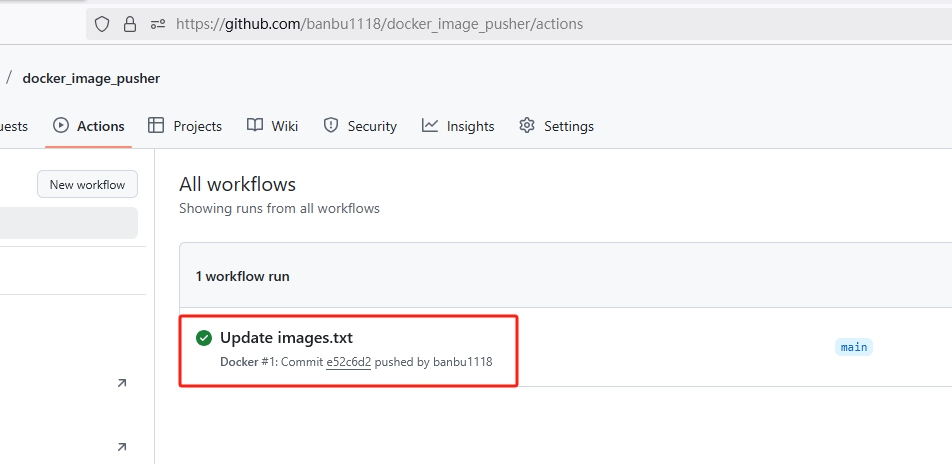 https://github.com/banbu1118/docker_image_pusher/actions
/ docker_image_pusher
uests Actions Projects Wiki Security Insights Settings
New workflow
All workflows
Showing runs from all workflows
1 workflow run
Update images.txt
main
Docker #1: Commit e52c6d2 pushed by banbu1118